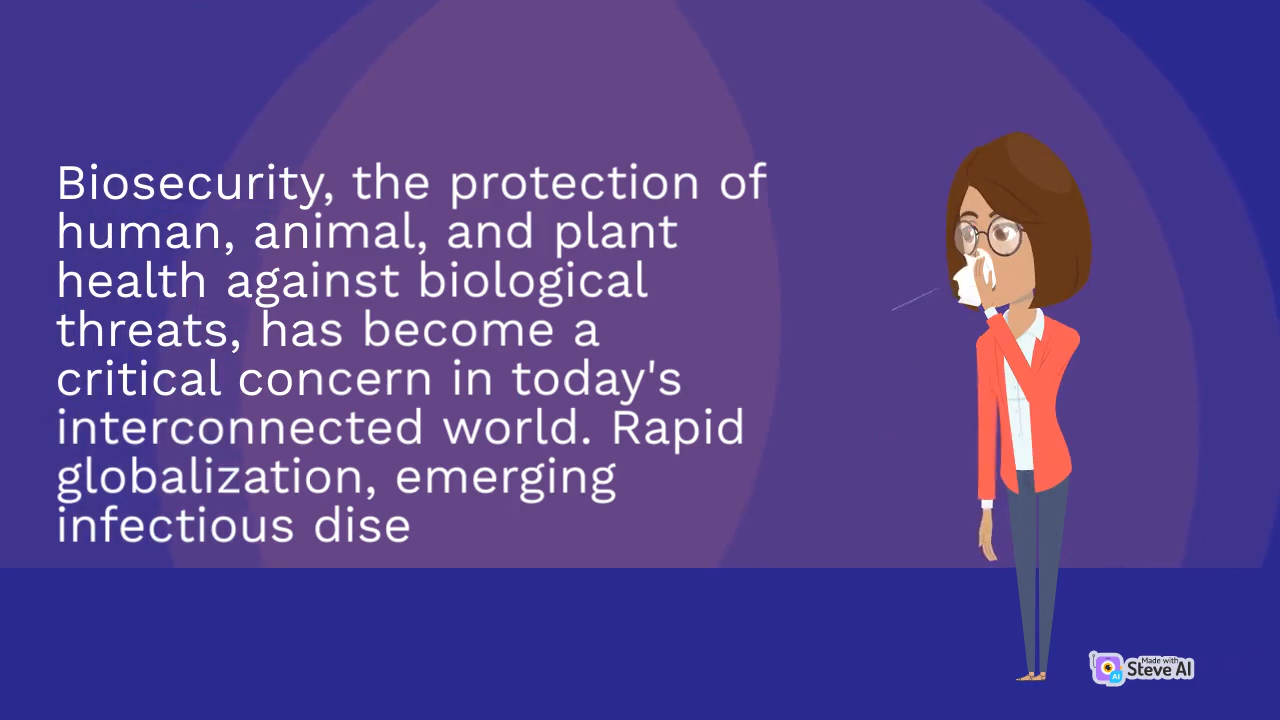 Biosecurity, the protection of
human, animal, and plant
health against biological
threats, has become a
critical concern in today's
interconnected world. Rapid
globalization, emerging
infectious dise
Made with
Steve AI
AI